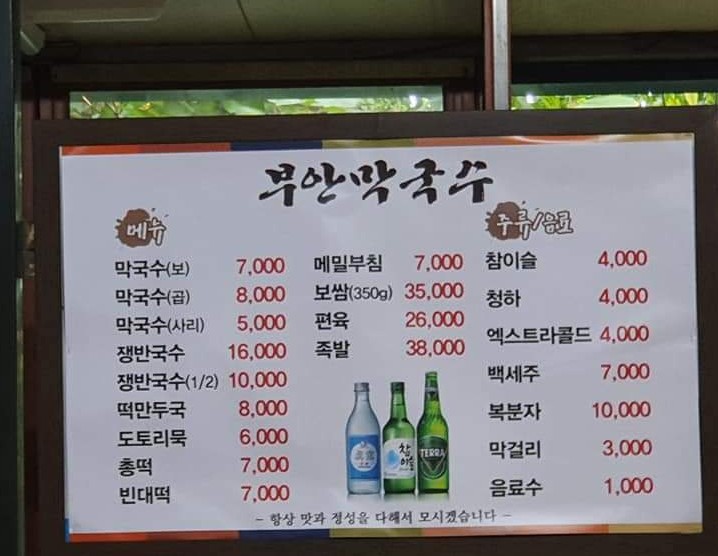 부안막국수
메뉴
막국수(보) 7,000
막국수(곱) 8,000
막국수(사리) 5,000
쟁반국수 16,000
쟁반국수(1/2) 10,000
떡만두국 8,000
도토리묵 6,000
총떡 7,000
빈대떡 7,000
메밀부침 7,000
보쌈(350g) 35,000
편육 26,000
족발 38,000
주류/음료
참이슬 4,000
청하 4,000
엑스트라콜드 4,000
백세주 7,000
복분자 10,000
막걸리 3,000
음료수 1,000
眞露
참이슬
TERRA
- 항상 맛과 정성을 다해서 모시겠습니다 -